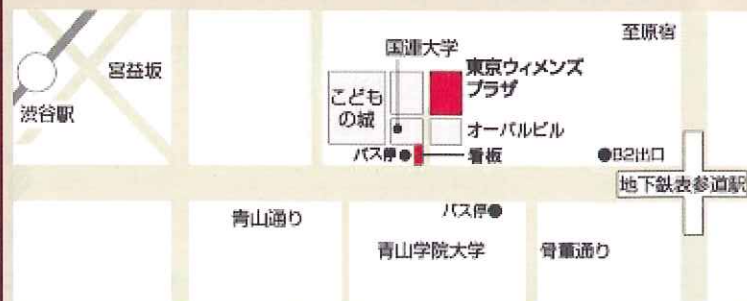 至原宿
国連大学
宮益坂
東京ウィメンズ
プラザ
渋谷駅
こども
の城
オーバルビル
バス停
看板
B2出口
地下鉄表参道駅
青山通り
バス停
青山学院大学
骨董通り